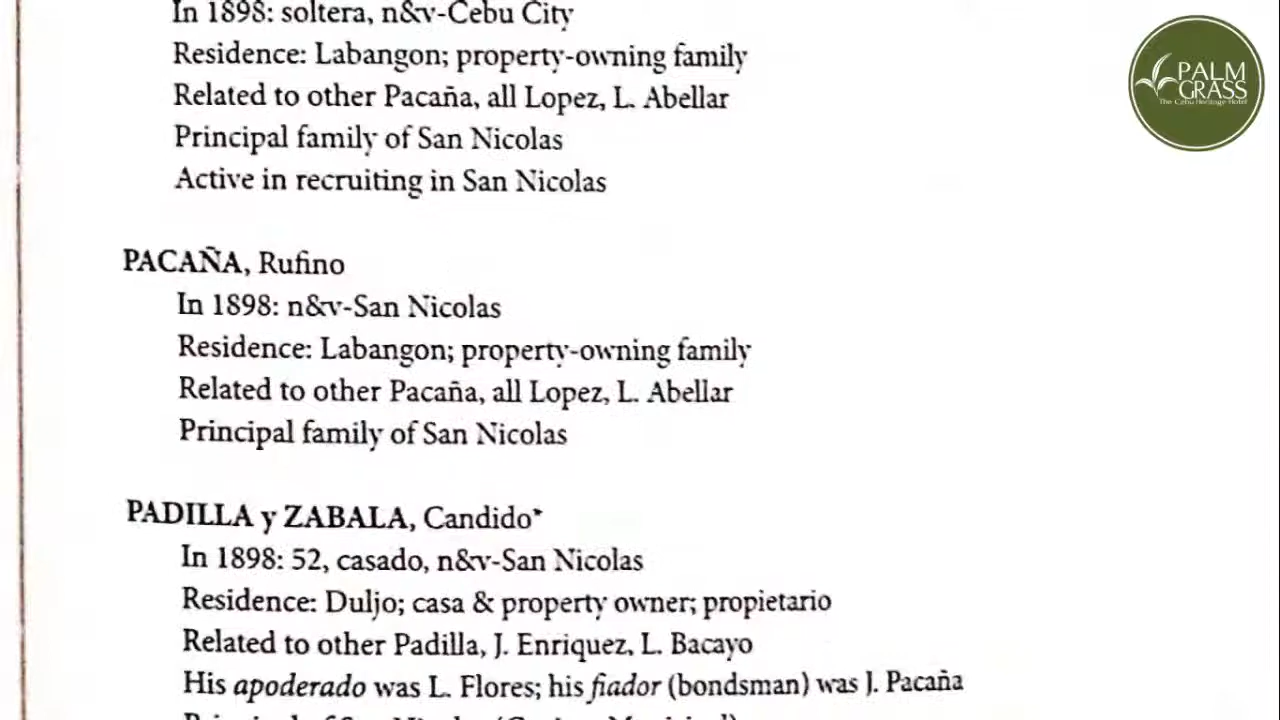 In 1898: soltera, n&v-Cebu City
Residence: Labangon; property-owning family
Related to other Pacaña, all Lopez, L. Abellar
Principal family of San Nicolas
Active in recruiting in San Nicolas
PACAÑA, Rufino
In 1898: n&v-San Nicolas
Residence: Labangon; property-owning family
Related to other Pacaña, all Lopez, L. Abellar
Principal family of San Nicolas
PADILLA y ZABALA, Candido*
In 1898: 52, casado, n&v-San Nicolas
Residence: Duljo; casa & property owner; propietario
Related to other Padilla, J. Enriquez, L. Bacayo
His apoderado was L. Flores; his fiador (bondsman) was J. Pacaña
PALM
GRASS
The Cebu Heritage Hotel